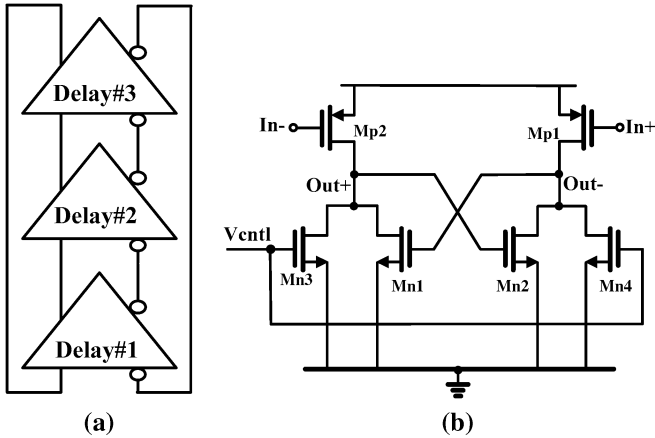 Delay#3
Delay#2
Delay#1
(a)
In-
Mp2
Mp1
In+
Out+
Out-
Vcntl
Mn3
Mn1
Mn2
Mn4
(b)